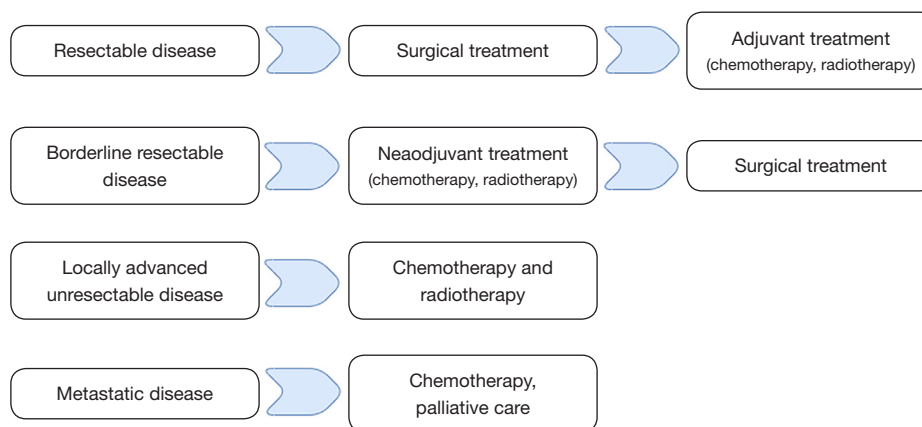 Resectable disease
Surgical treatment
Adjuvant treatment
(chemotherapy, radiotherapy)
Borderline resectable
disease
Neaodjuvant treatment
(chemotherapy, radiotherapy)
Surgical treatment
Locally advanced
unresectable disease
Chemotherapy and
radiotherapy
Metastatic disease
Chemotherapy,
palliative care